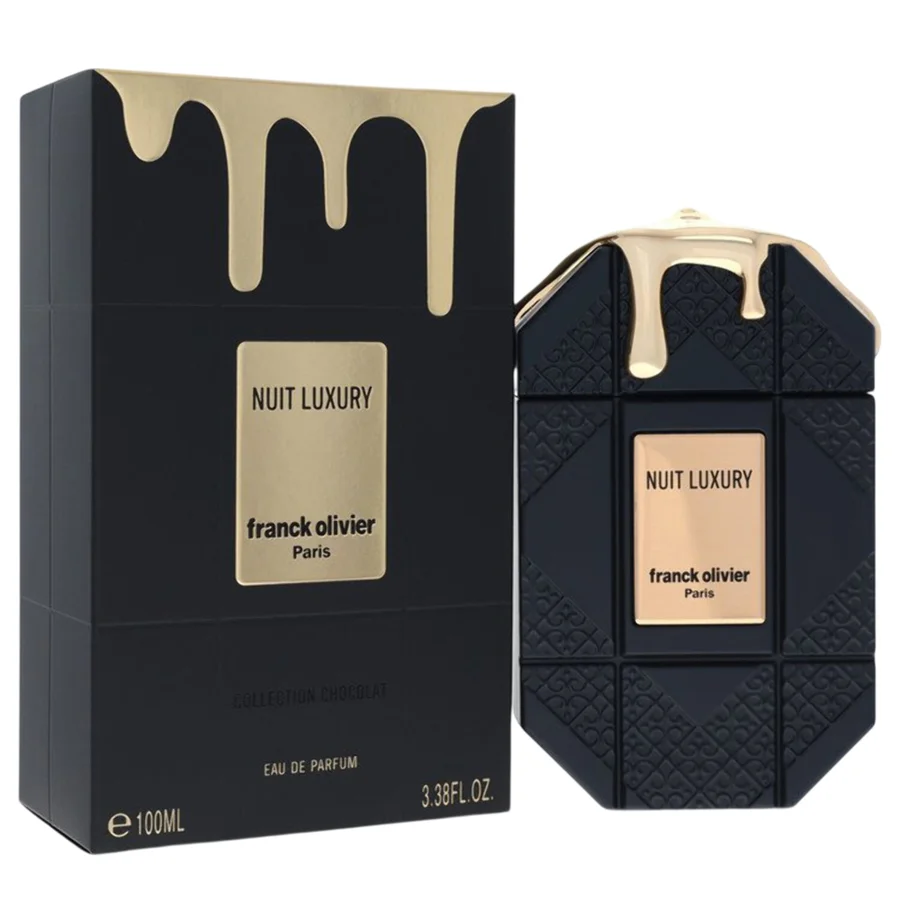 NUIT LUXURY
franck olivier
Paris
COLLECTION CHOCOLAT
EAU DE PARFUM
e 100ML
3.38FL.OZ.
NUIT LUXURY
franck olivier
Paris